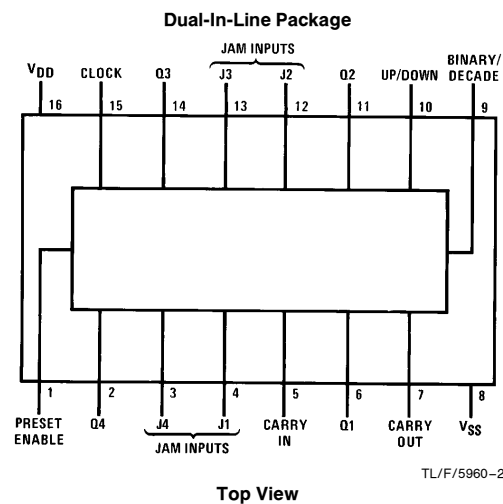 Dual-In-Line Package
JAM INPUTS
VDD CLOCK Q3 J3 J2 Q2 UP/DOWN BINARY/
DECADE
16 15 14 13 12 11 10 9
1 2 3 4 5 6 7 8
PRESET
ENABLE Q4 J4 J1 CARRY
IN Q1 CARRY
OUT VSS
JAM INPUTS
TL/F/5960–2
Top View